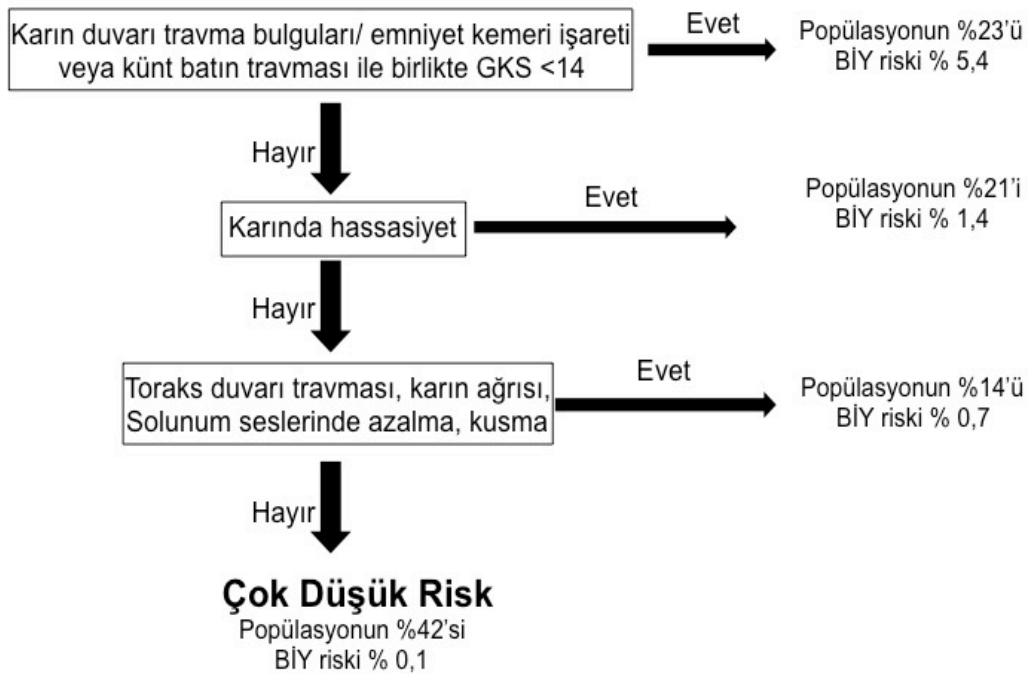 Karın duvarı travma bulguları/ emniyet kemeri işareti
veya künt batın travması ile birlikte GKS <14
Evet
Popülasyonun %23'ü
BİY riski % 5,4
Hayır
Karında hassasiyet
Evet
Popülasyonun %21'i
BİY riski % 1,4
Hayır
Toraks duvarı travması, karın ağrısı,
Solunum seslerinde azalma, kusma
Evet
Popülasyonun %14'ü
BİY riski % 0,7
Hayır
Çok Düşük Risk
Popülasyonun %42'si
BİY riski % 0,1